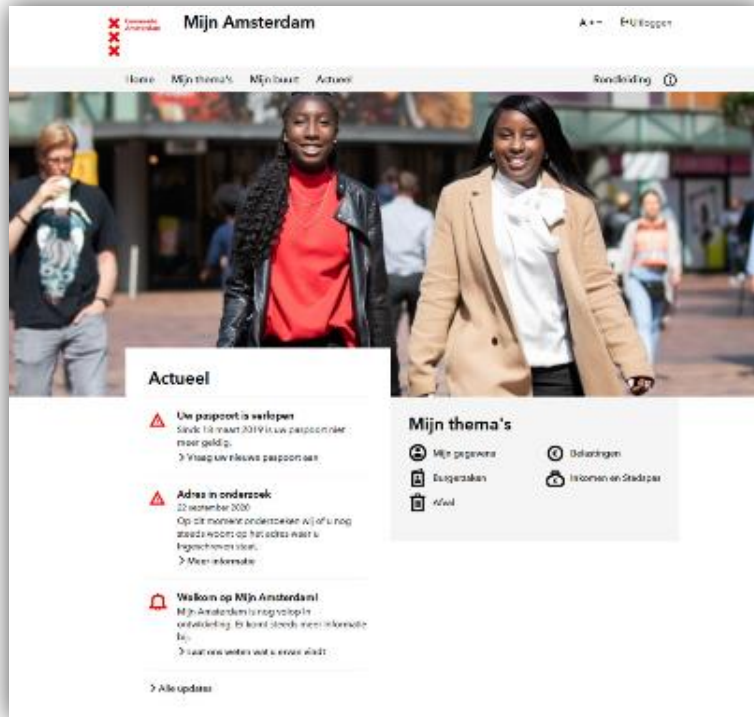 Gemeente
Amsterdam
Mijn Amsterdam
Uitloggen
Home Mijn thema's Mijn buurt Actueel
Rondleiding
Actueel
Uw paspoort is verlopen
Sinds 18 maart 2019 is uw paspoort niet
meer geldig.
Vraag uw nieuwe paspoort aan
Adres in onderzoek
22 september 2020
Op dit moment onderzoeken wij of u nog
steeds woont op het adres waar u
ingeschreven staat.
Meer informatie
Welkom op Mijn Amsterdam!
Mijn Amsterdam is nog volop in
ontwikkeling. Er komt steeds meer informatie
bij.
Laat ons weten wat u ervan vindt
Alle updates
Mijn thema's
Mijn gegevens
Belastingen
Burgerzaken
Inkomen en Stadspas
Afval